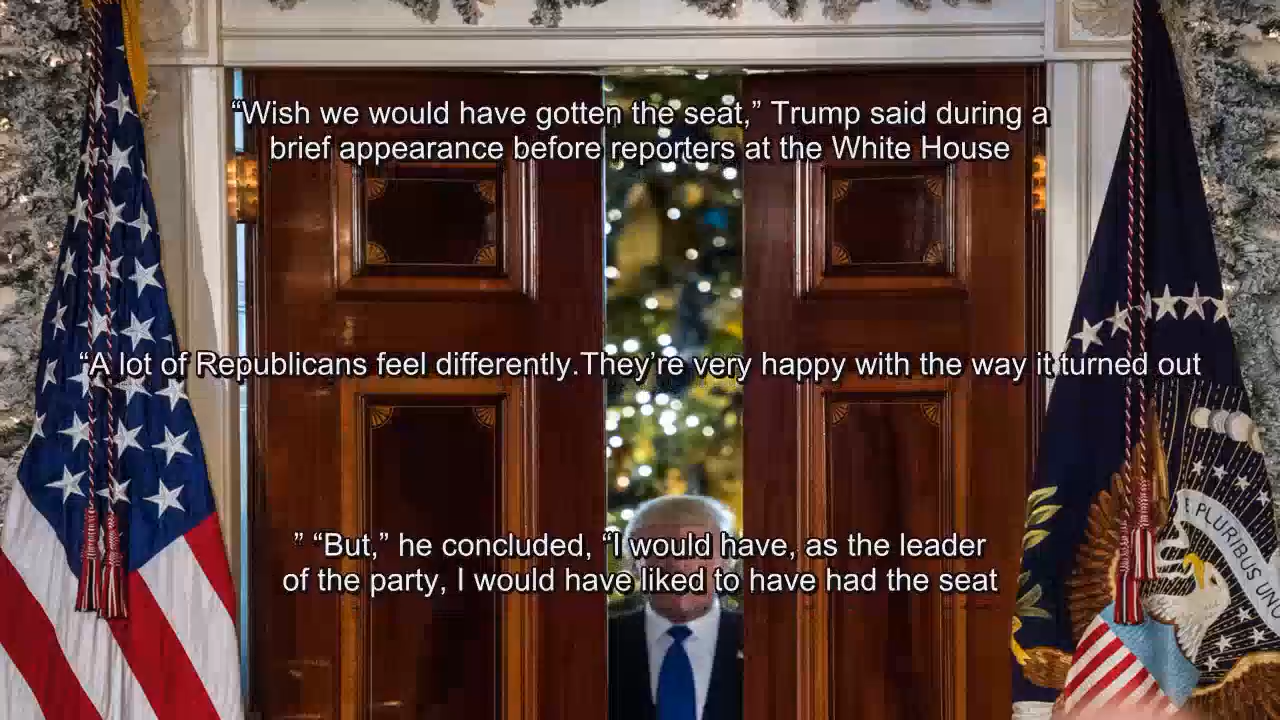 “Wish we would have gotten the seat,” Trump said during a
brief appearance before reporters at the White House
“A lot of Republicans feel differently.They’re very happy with the way it turned out
” “But,” he concluded, “I would have, as the leader
of the party, I would have liked to have had the seat
E PLURIBUS UNU